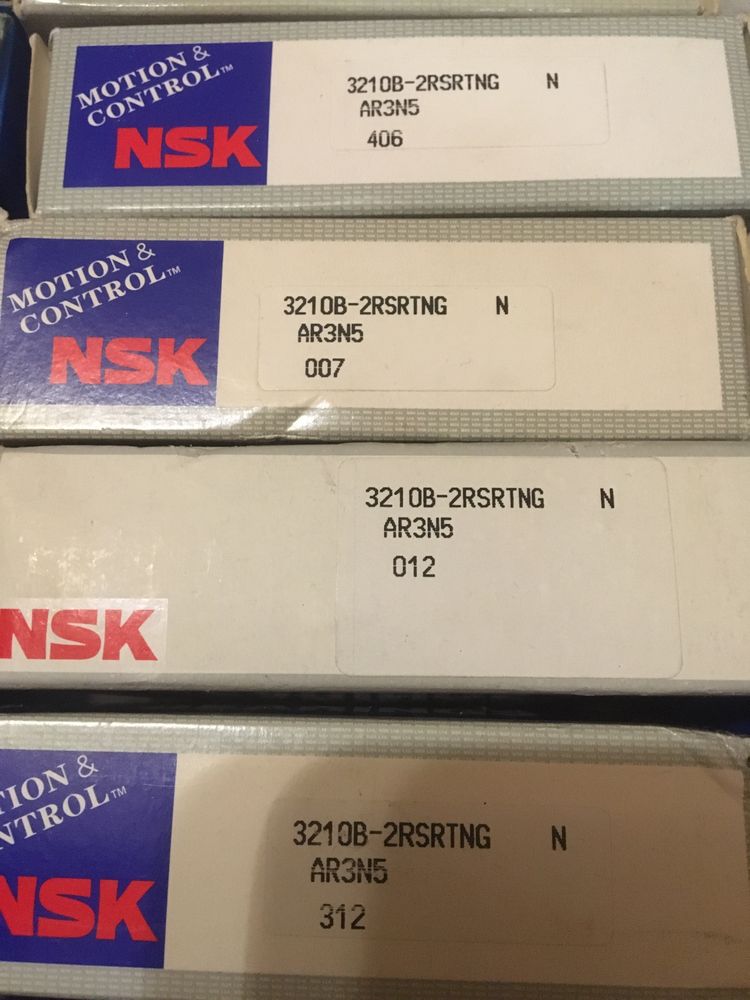 MOTION &
CONTROL™
NSK
3210B-2RSRTNG N
AR3N5
406
MOTION &
CONTROL™
NSK
3210B-2RSRTNG N
AR3N5
007
NSK
3210B-2RSRTNG N
AR3N5
012
TION &
ONTROL™
NSK
3210B-2RSRTNG N
AR3N5
312